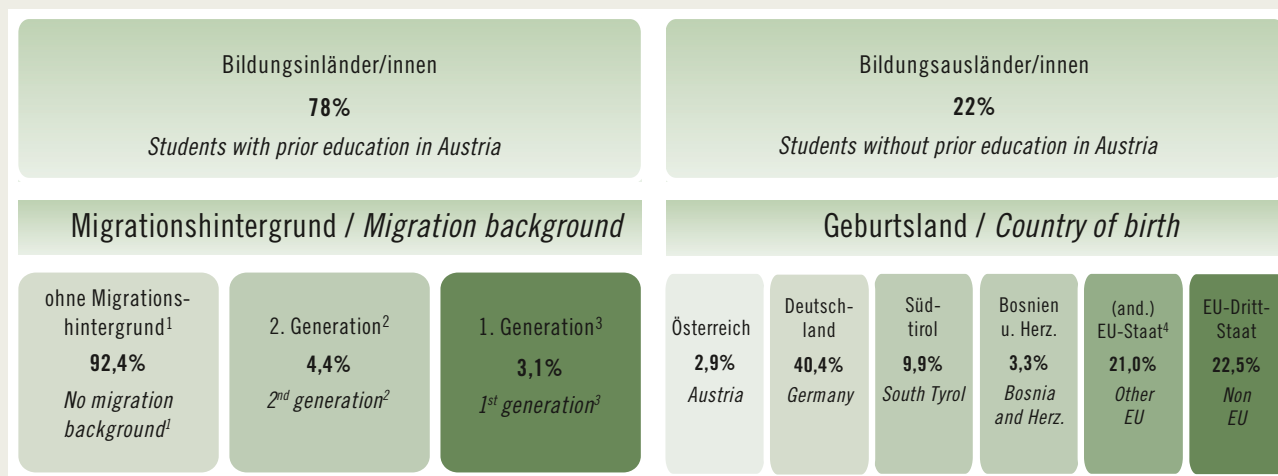 Bildungsinländer/innen
78%
Students with prior education in Austria
Bildungsausländer/innen
22%
Students without prior education in Austria
Migrationshintergrund / Migration background
Geburtsland / Country of birth
ohne Migrations-
hintergrund¹
92,4%
No migration
background¹
2. Generation²
4,4%
2nd generation²
1. Generation³
3,1%
1st generation³
Österreich
2,9%
Austria
Deutsch-
land
40,4%
Germany
Süd-
tirol
9,9%
South Tyrol
Bosnien
u. Herz.
3,3%
Bosnia
and Herz.
(and.)
EU-Staat⁴
21,0%
Other
EU
EU-Dritt-
Staat
22,5%
Non
EU